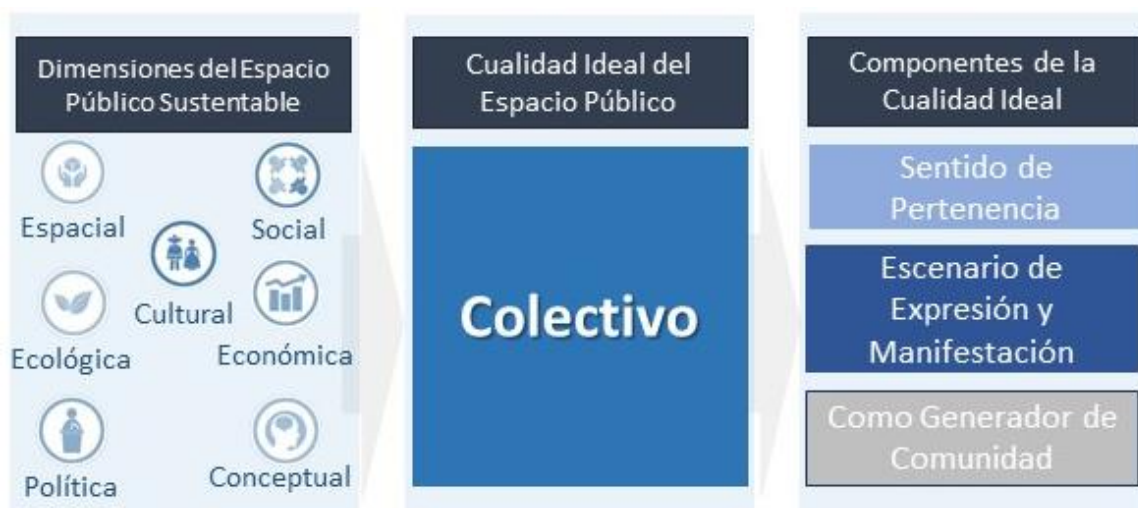 Dimensiones del Espacio
Público Sustentable
Espacial
Social
Cultural
Ecológica
Económica
Política
Conceptual
Cualidad Ideal del
Espacio Público
Colectivo
Componentes de la
Cualidad Ideal
Sentido de
Pertenencia
Escenario de
Expresión y
Manifestación
Como Generador de
Comunidad